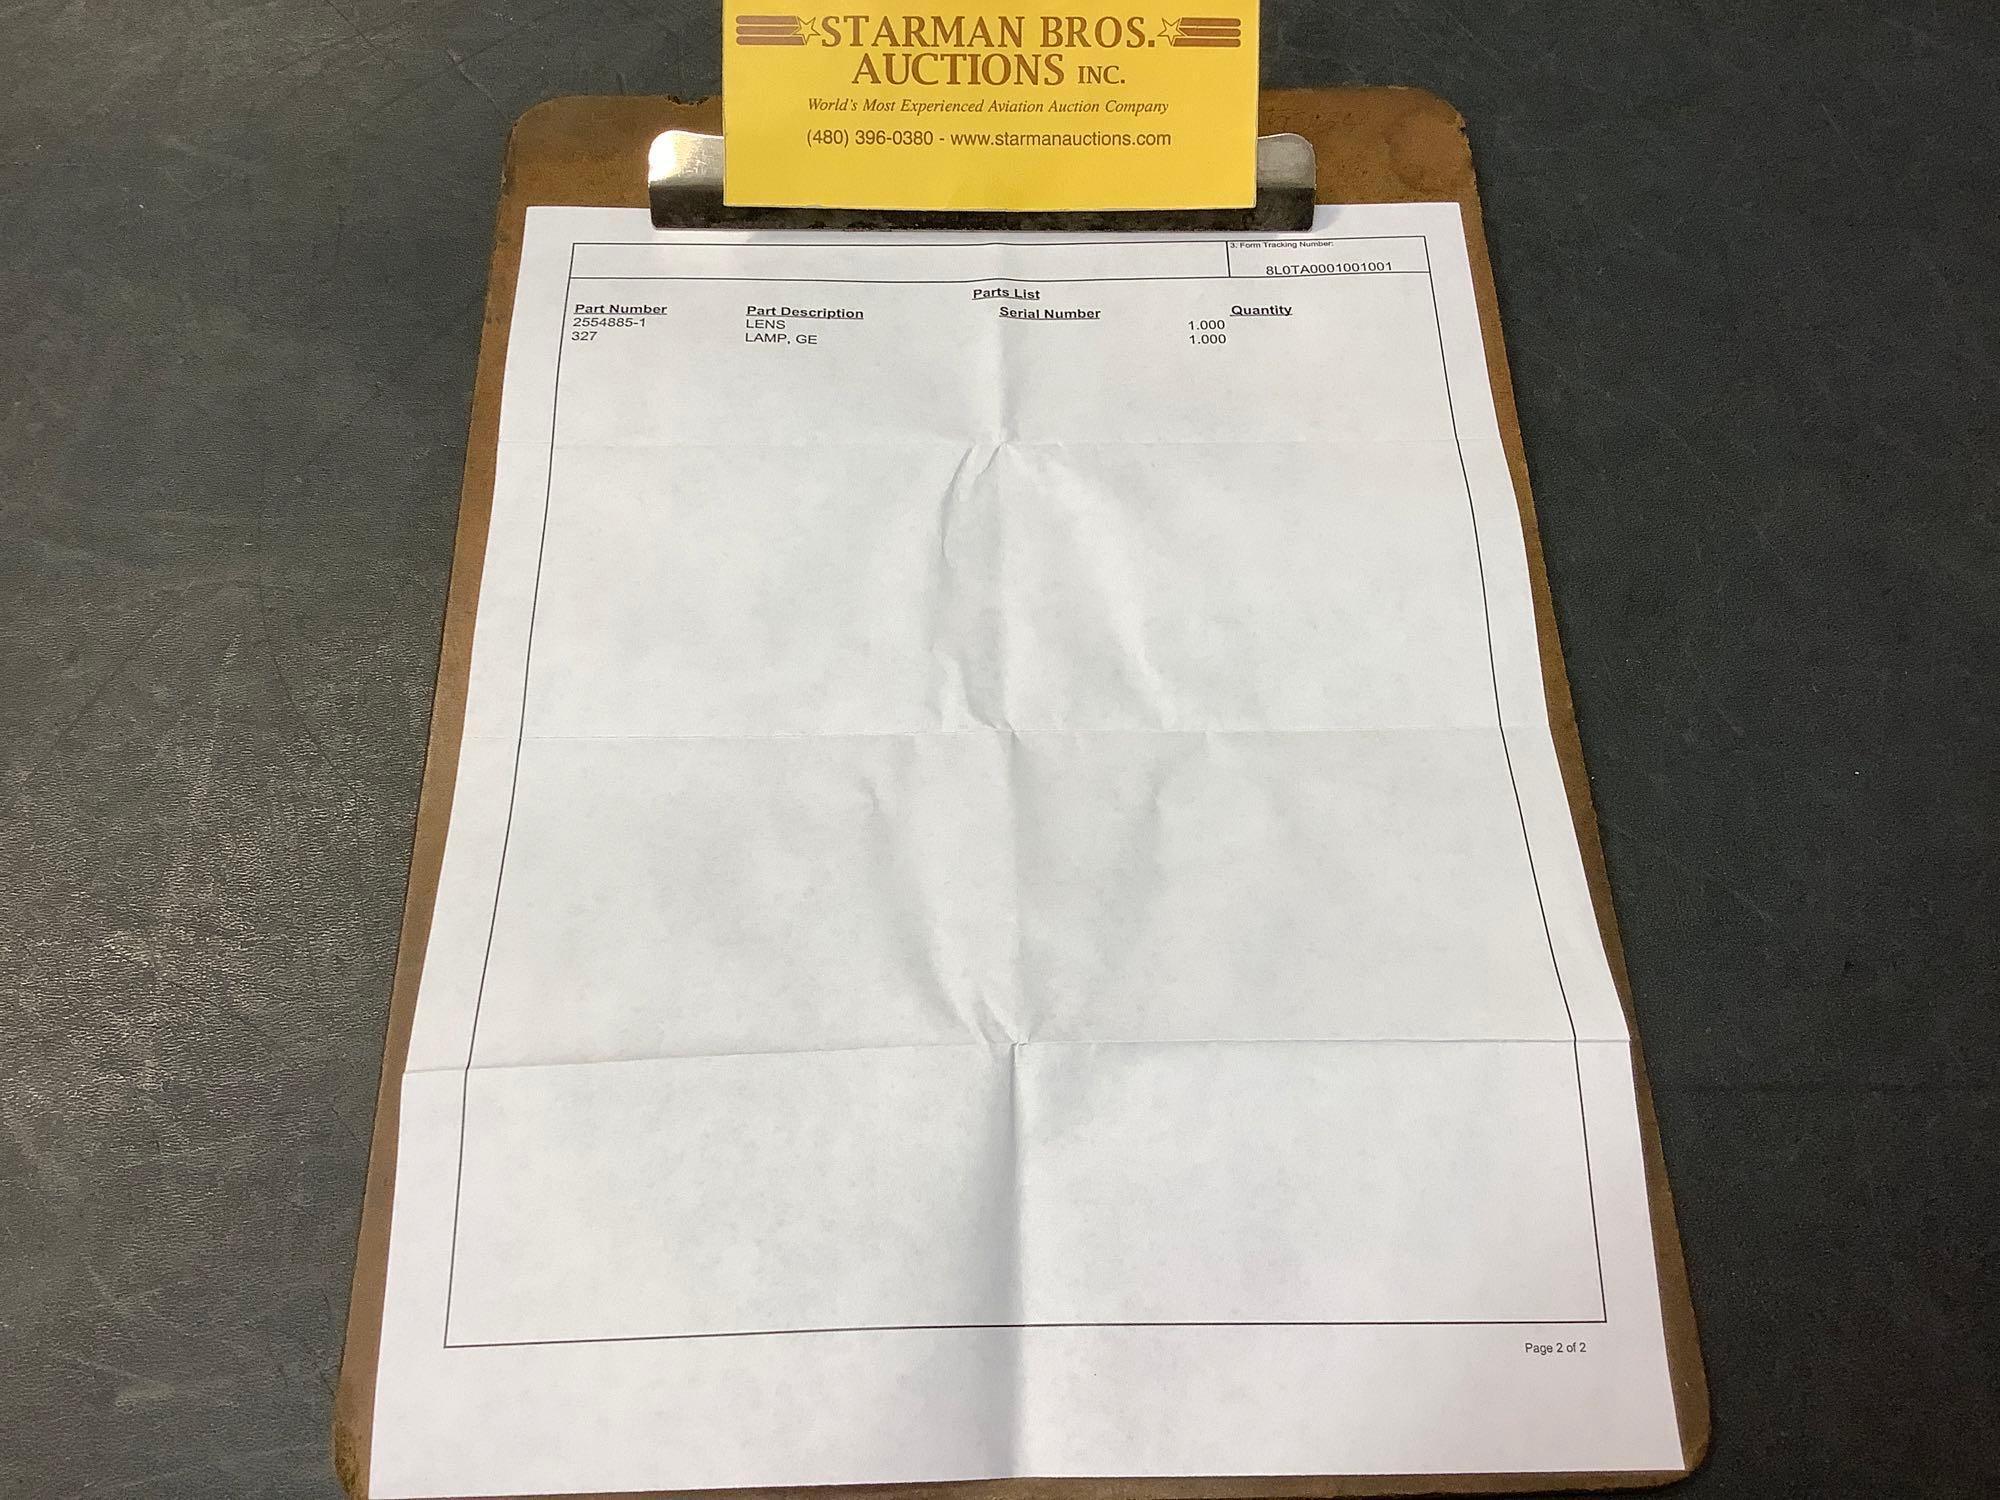 STARMAN BROS.
AUCTIONS INC.
World's Most Experienced Aviation Auction Company
(480) 396-0380 - www.starmanauctions.com
3. Form Tracking Number:
8L0TA0001001001
Parts List
Part Number Part Description Serial Number Quantity
2554885-1 LENS 1.000
327 LAMP, GE 1.000
Page 2 of 2